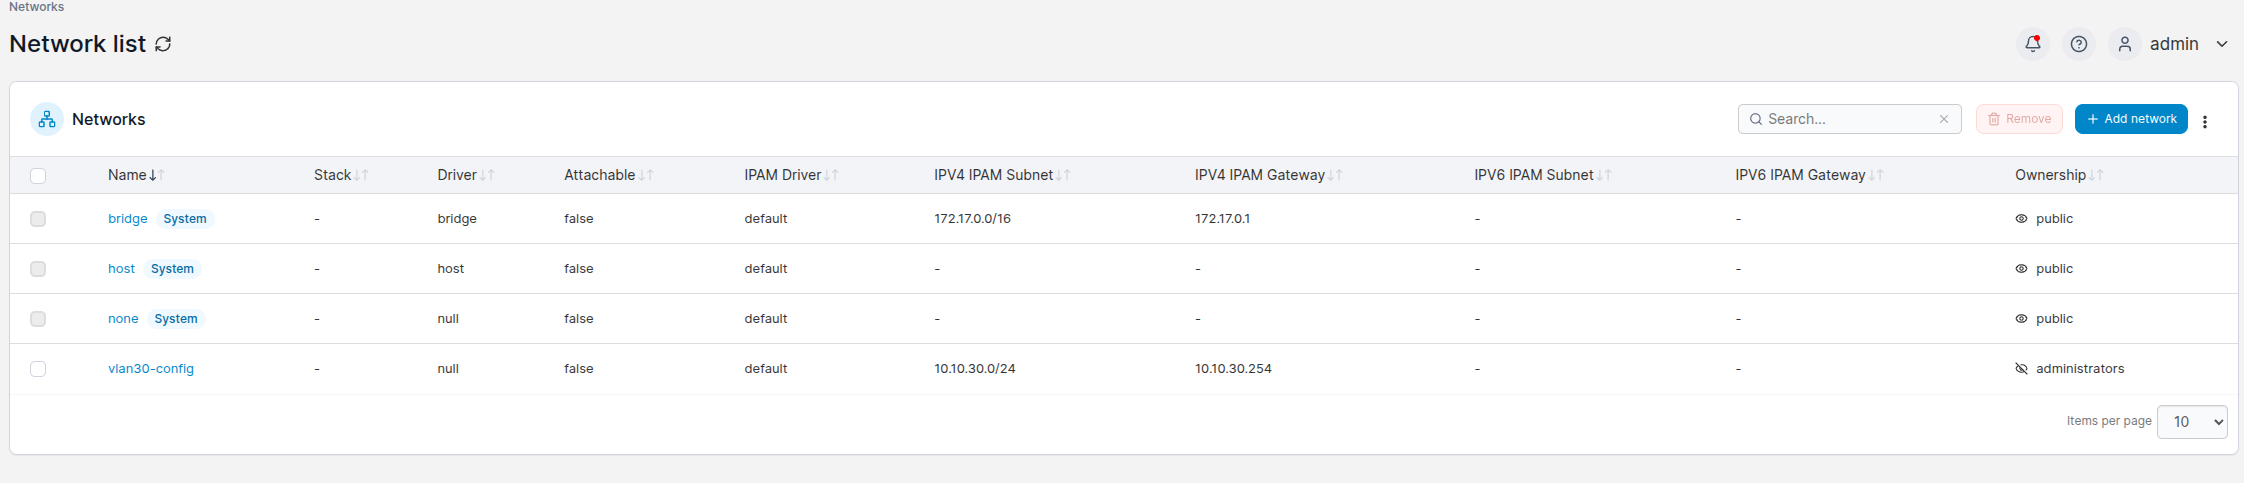 Networks
Network list
admin
Networks
Search...
Remove
Add network
Name Stack Driver Attachable IPAM Driver IPV4 IPAM Subnet IPV4 IPAM Gateway IPV6 IPAM Subnet IPV6 IPAM Gateway Ownership
bridge System - bridge false default 172.17.0.0/16 172.17.0.1 - - public
host System - host false default - - - - public
none System - null false default - - - - public
vlan30-config - null false default 10.10.30.0/24 10.10.30.254 - - administrators
Items per page 10